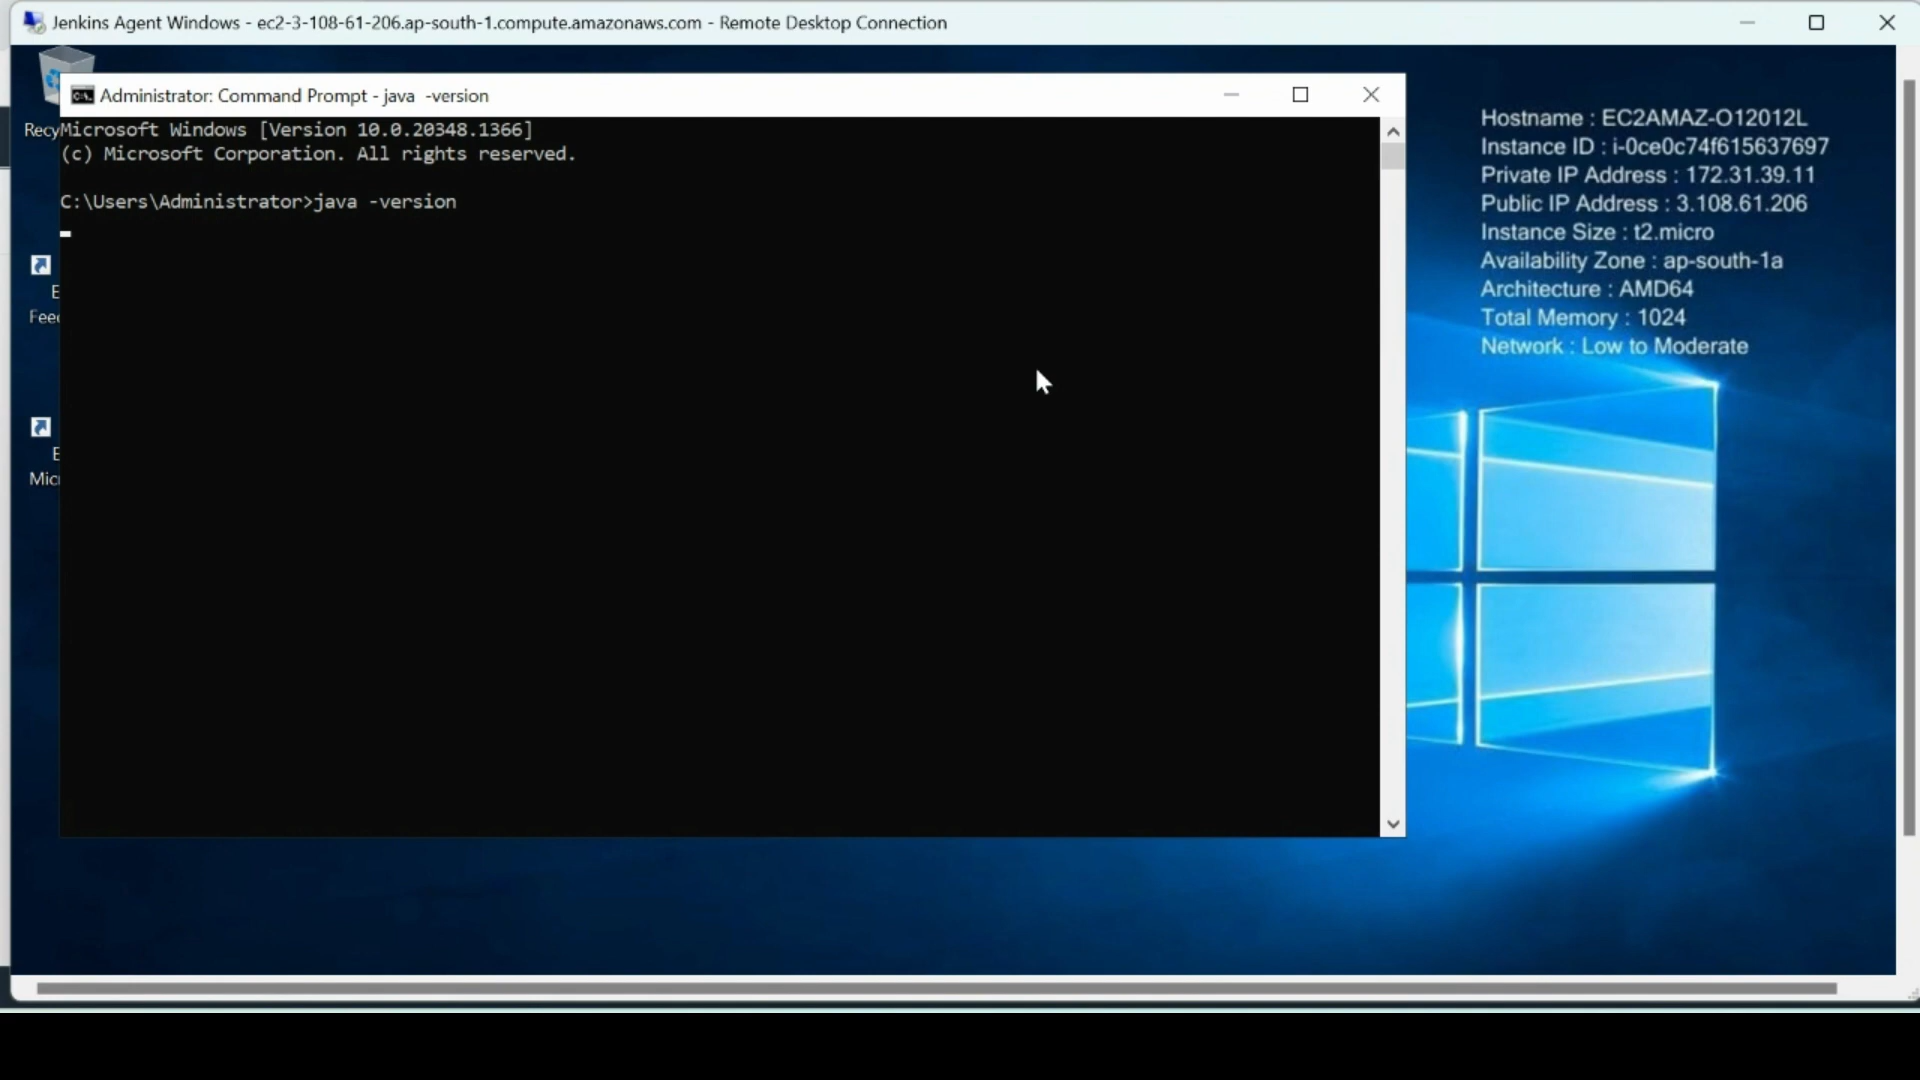 Jenkins Agent Windows - ec2-3-108-61-206.ap-south-1.compute.amazonaws.com - Remote Desktop Connection
Administrator: Command Prompt - java  -version
Recy
Microsoft Windows [Version 10.0.20348.1366]
(c) Microsoft Corporation. All rights reserved.
C:\Users\Administrator>java -version
E
Feed
E
Mic
Hostname : EC2AMAZ-O12012L
Instance ID : i-0ce0c74f615637697
Private IP Address : 172.31.39.11
Public IP Address : 3.108.61.206
Instance Size : t2.micro
Availability Zone : ap-south-1a
Architecture : AMD64
Total Memory : 1024
Network : Low to Moderate